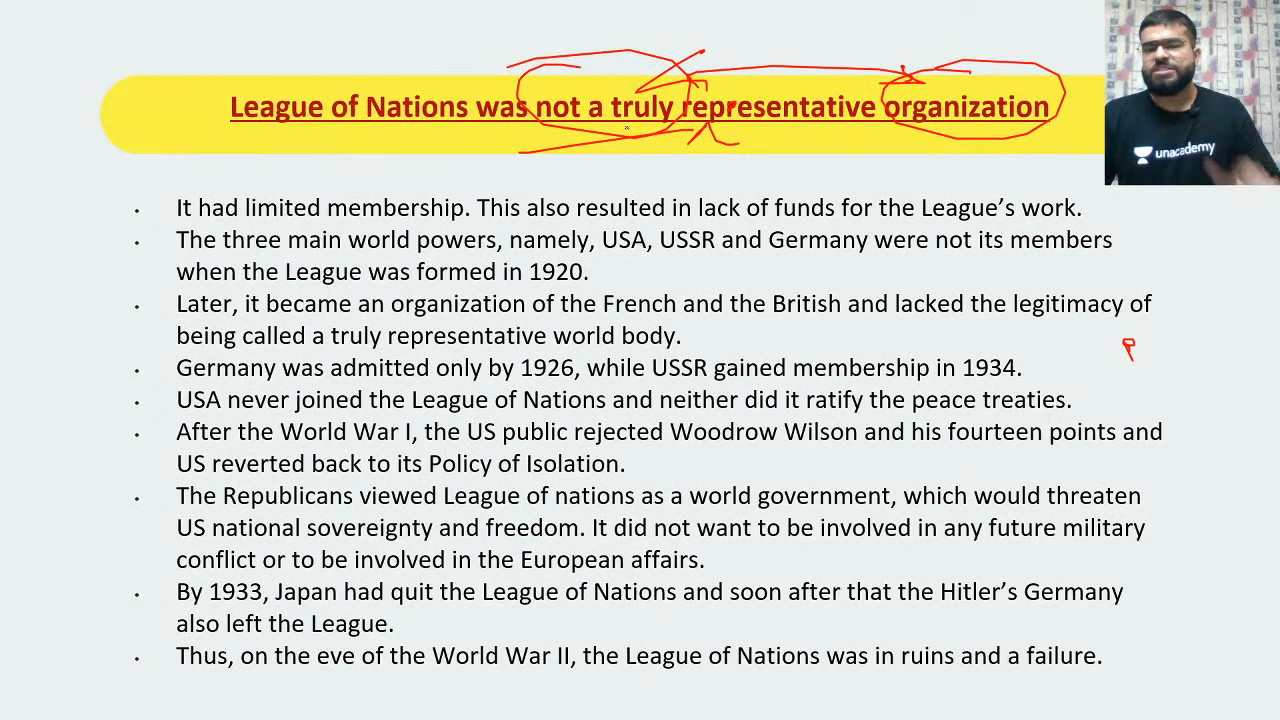 League of Nations was not a truly representative organization
unacademy
• It had limited membership. This also resulted in lack of funds for the League’s work.
• The three main world powers, namely, USA, USSR and Germany were not its members
when the League was formed in 1920.
• Later, it became an organization of the French and the British and lacked the legitimacy of
being called a truly representative world body.
• Germany was admitted only by 1926, while USSR gained membership in 1934.
• USA never joined the League of Nations and neither did it ratify the peace treaties.
• After the World War I, the US public rejected Woodrow Wilson and his fourteen points and
US reverted back to its Policy of Isolation.
• The Republicans viewed League of nations as a world government, which would threaten
US national sovereignty and freedom. It did not want to be involved in any future military
conflict or to be involved in the European affairs.
• By 1933, Japan had quit the League of Nations and soon after that the Hitler’s Germany
also left the League.
• Thus, on the eve of the World War II, the League of Nations was in ruins and a failure.